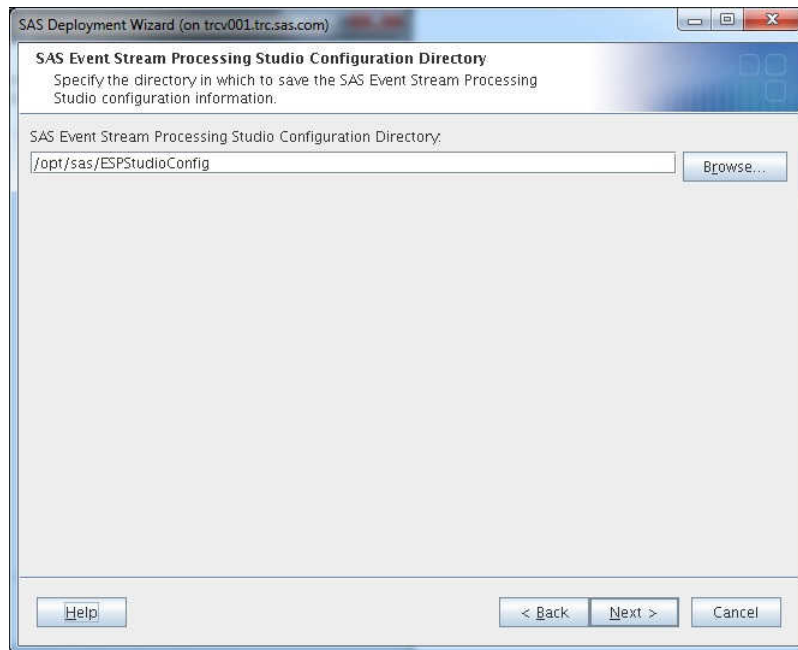 SAS Deployment Wizard (on trcv001.trc.sas.com)
SAS Event Stream Processing Studio Configuration Directory
Specify the directory in which to save the SAS Event Stream Processing
Studio configuration information.
SAS Event Stream Processing Studio Configuration Directory:
/opt/sas/ESPStudioConfig
Browse...
Help
< Back
Next >
Cancel